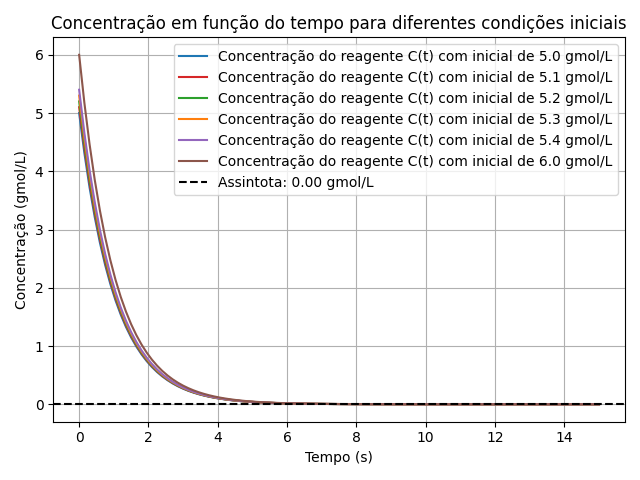 Concentração em função do tempo para diferentes condições iniciais
Concentração do reagente C(t) com inicial de 5.0 gmol/L
Concentração do reagente C(t) com inicial de 5.1 gmol/L
Concentração do reagente C(t) com inicial de 5.2 gmol/L
Concentração do reagente C(t) com inicial de 5.3 gmol/L
Concentração do reagente C(t) com inicial de 5.4 gmol/L
Concentração do reagente C(t) com inicial de 6.0 gmol/L
Assintota: 0.00 gmol/L
Concentração (gmol/L)
6
5
4
3
2
1
0
0 2 4 6 8 10 12 14
Tempo (s)